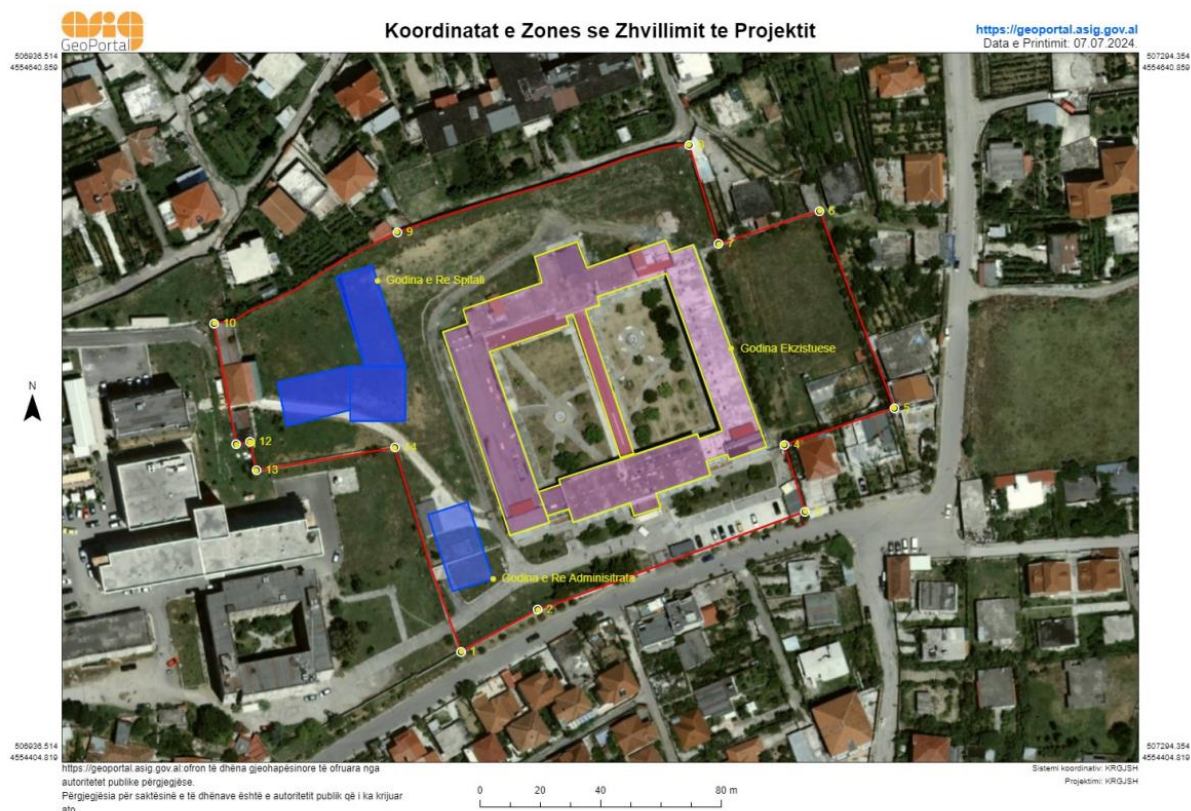 asig
GeoPortal
Koordinatat e Zones se Zhvillimit te Projektit
https://geoportal.asig.gov.al
Data e Printimit: 07.07.2024.
506936.514
4554640.859
507294.354
4554640.859
8
6
9
7
Godina e Re Spitali
10
Godina Ekzistuese
N
5
12
4
13
Godina e Re Adminisitrata
2
1
506936.514
4554404.819
507294.354
4554404.819
https://geoportal.asig.gov.al:ofron të dhëna gjeohapësinore të ofruara nga
autoritetet publike përgjegjëse.
Përgjegjësia për saktësinë e të dhënave është e autoritetit publik që i ka krijuar
ato.
Sistemi koordinativ: KRGJSH
Projektimi: KRGJSH
0 20 40 80 m